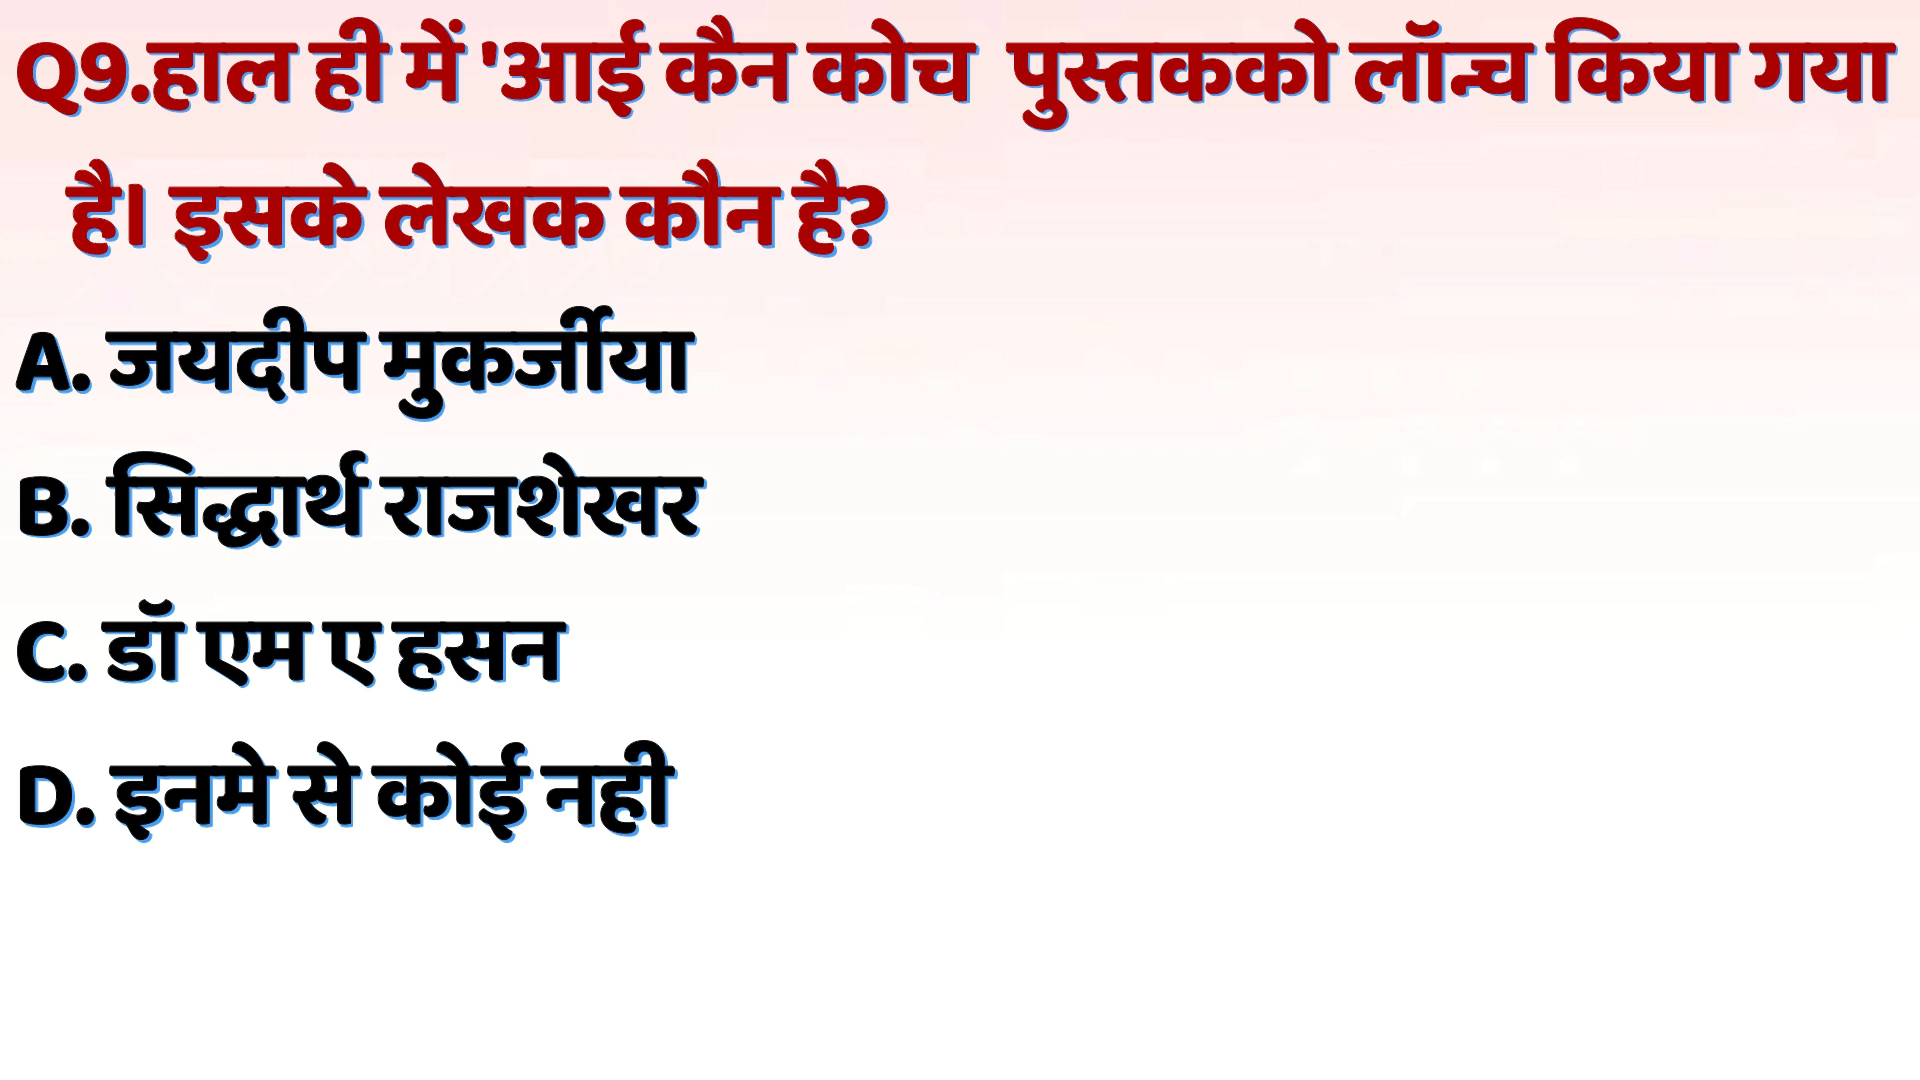 Q9.हाल ही में 'आई कैन कोच पुस्तकको लॉन्च किया गया
है। इसके लेखक कौन है?
A. जयदीप मुकर्जीया
B. सिद्धार्थ राजशेखर
C. डॉ एम ए हसन
D. इनमे से कोई नही